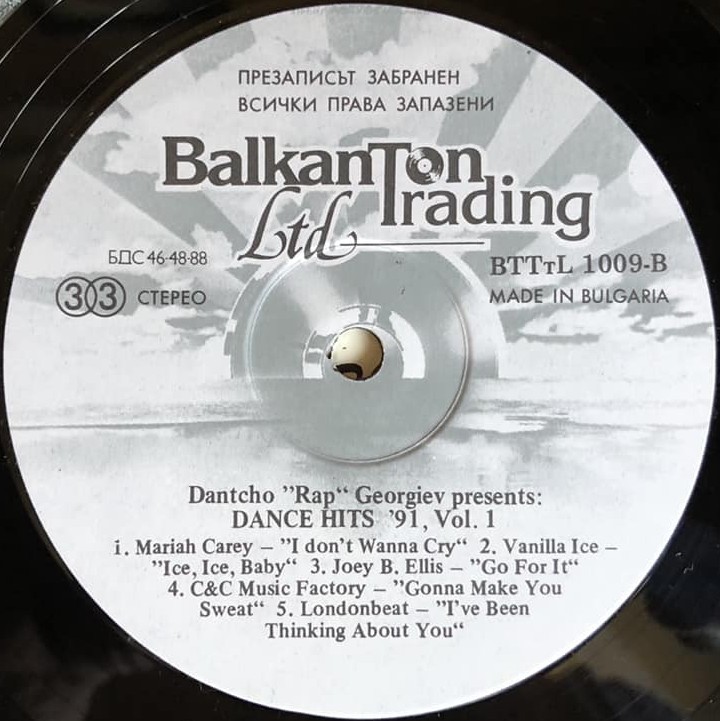 ПРЕЗАПИСЪТ ЗАБРАНЕН
ВСИЧКИ ПРАВА ЗАПАЗЕНИ
BalkanTon
Trading
Ltd
БДС 46-48-88
33 СТЕРЕО
BTTTL 1009-B
MADE IN BULGARIA
Dantcho ”Rap“ Georgiev presents:
DANCE HITS ’91, Vol. 1
1. Mariah Carey – ”I don’t Wanna Cry“ 2. Vanilla Ice –
”Ice, Ice, Baby“ 3. Joey B. Ellis – ”Go For It“
4. C&C Music Factory – ”Gonna Make You
Sweat“ 5. Londonbeat – ”I’ve Been
Thinking About You“